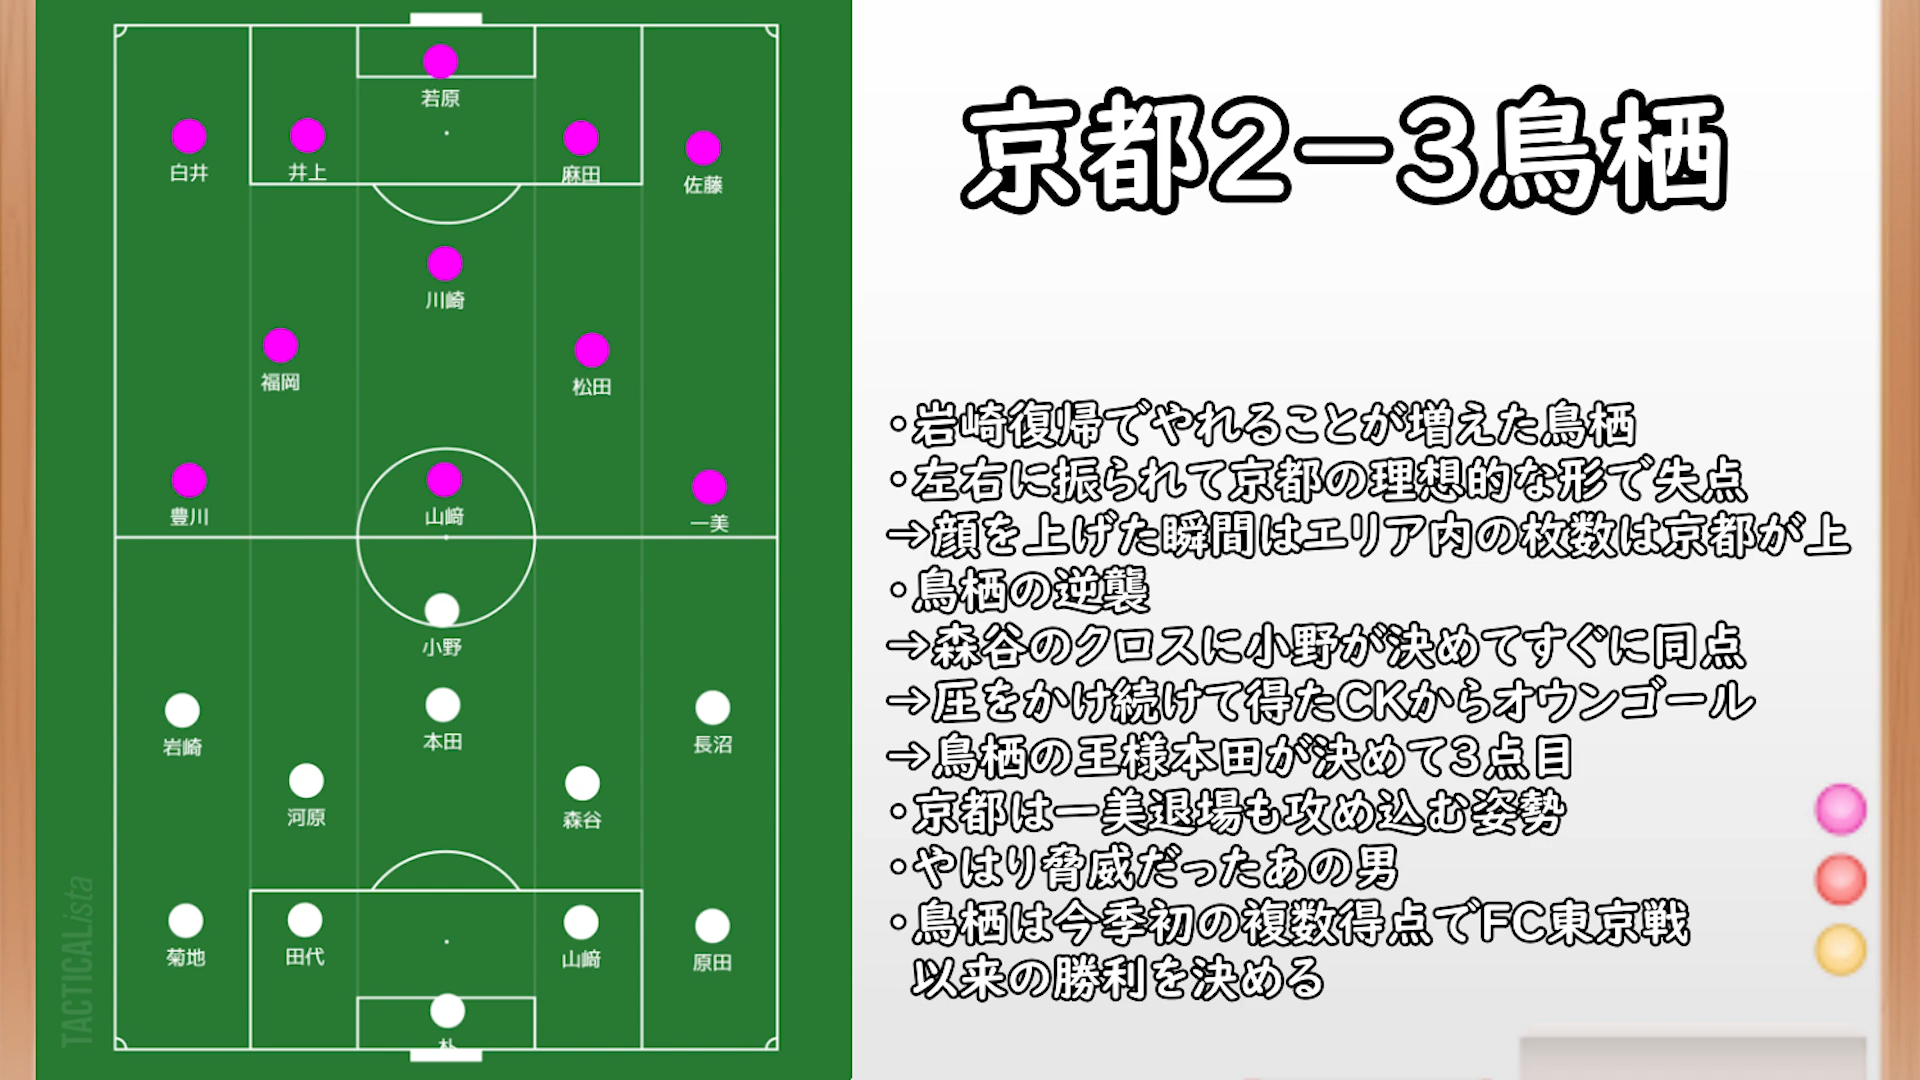 若原
白井
井上
麻田
佐藤
川崎
福岡
松田
豊川
山﨑
一美
小野
岩崎
本田
長沼
河原
森谷
菊地
田代
山﨑
原田
朴
TACTICALista
京都2ー3鳥栖
・岩崎復帰でやれることが増えた鳥栖
・左右に振られて京都の理想的な形で失点
→顔を上げた瞬間はエリア内の枚数は京都が上
・鳥栖の逆襲
→森谷のクロスに小野が決めてすぐに同点
→圧をかけ続けて得たCKからオウンゴール
→鳥栖の王様本田が決めて3点目
・京都は一美退場も攻め込む姿勢
・やはり脅威だったあの男
・鳥栖は今季初の複数得点でFC東京戦
以来の勝利を決める